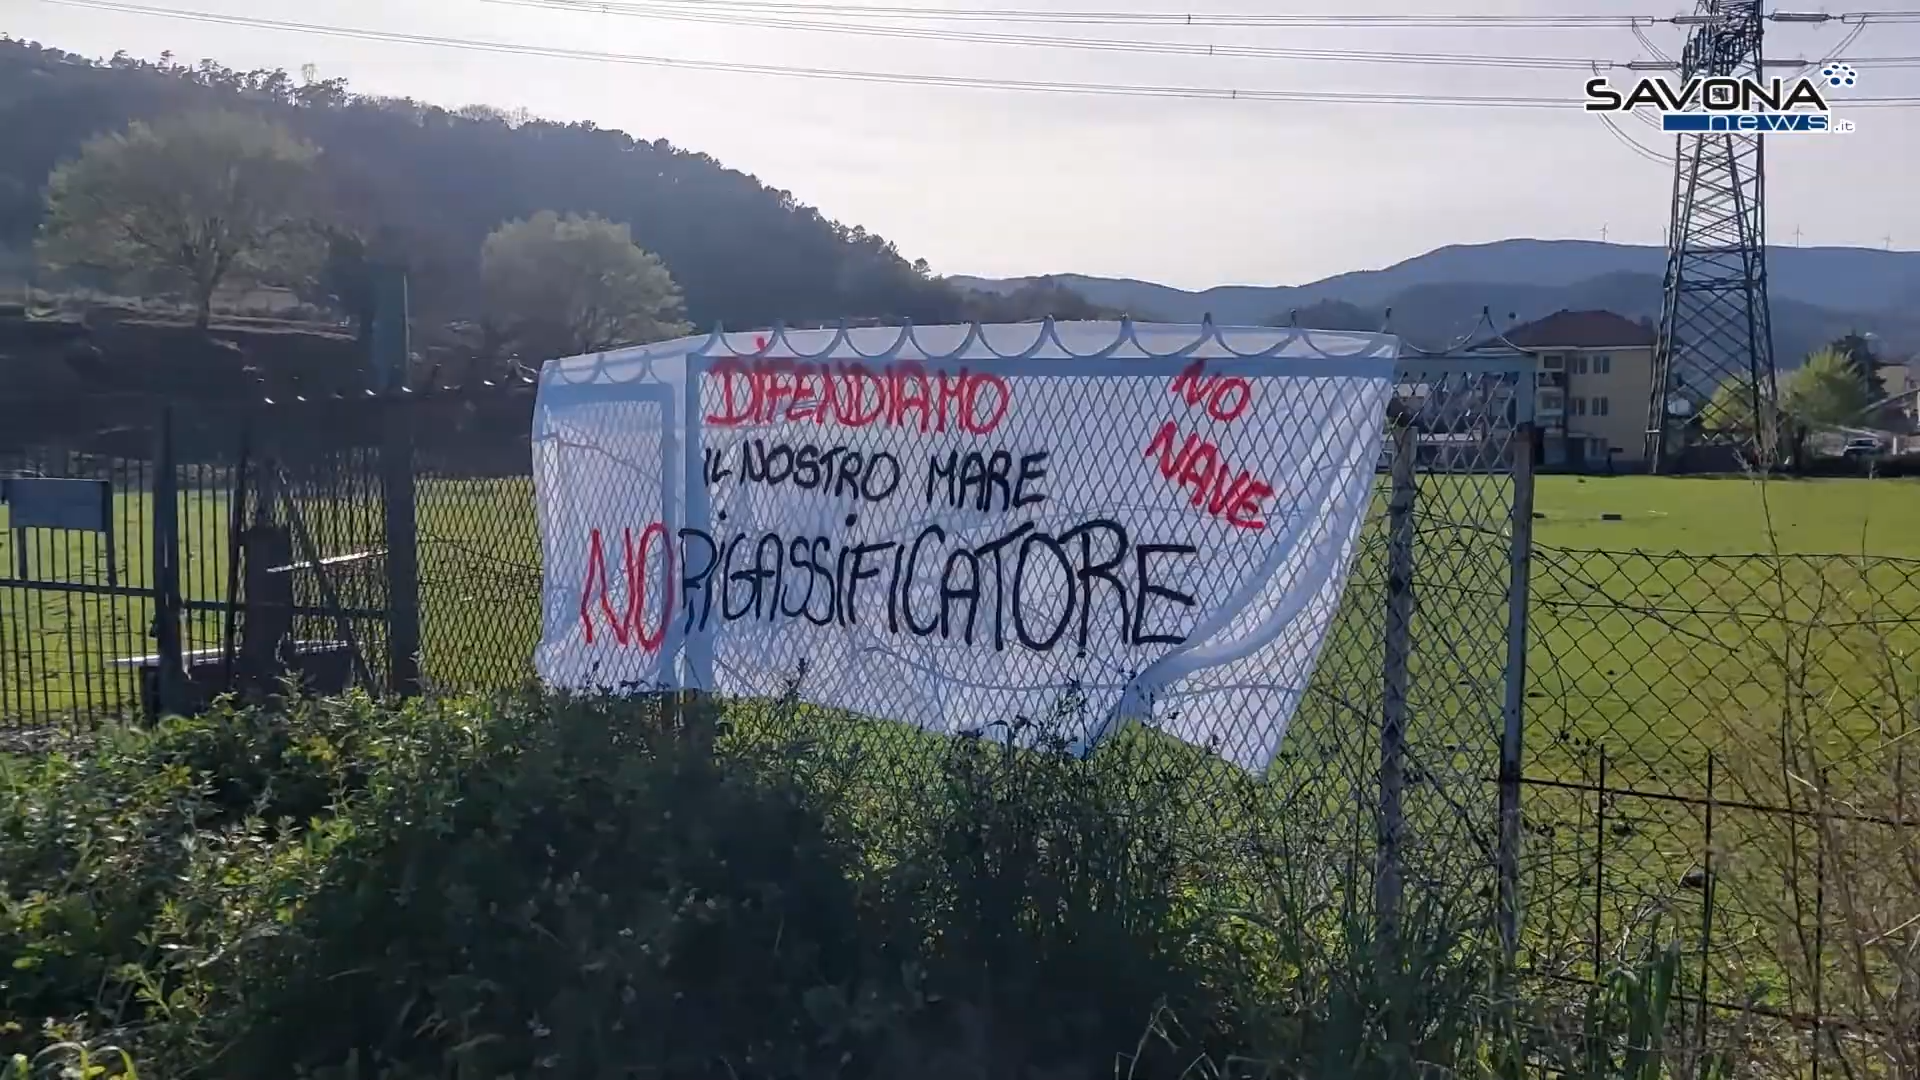 SAVONA
news.it
DIFENDIAMO
IL NOSTRO MARE
NO RIGASSIFICATORE
NO
NAVE